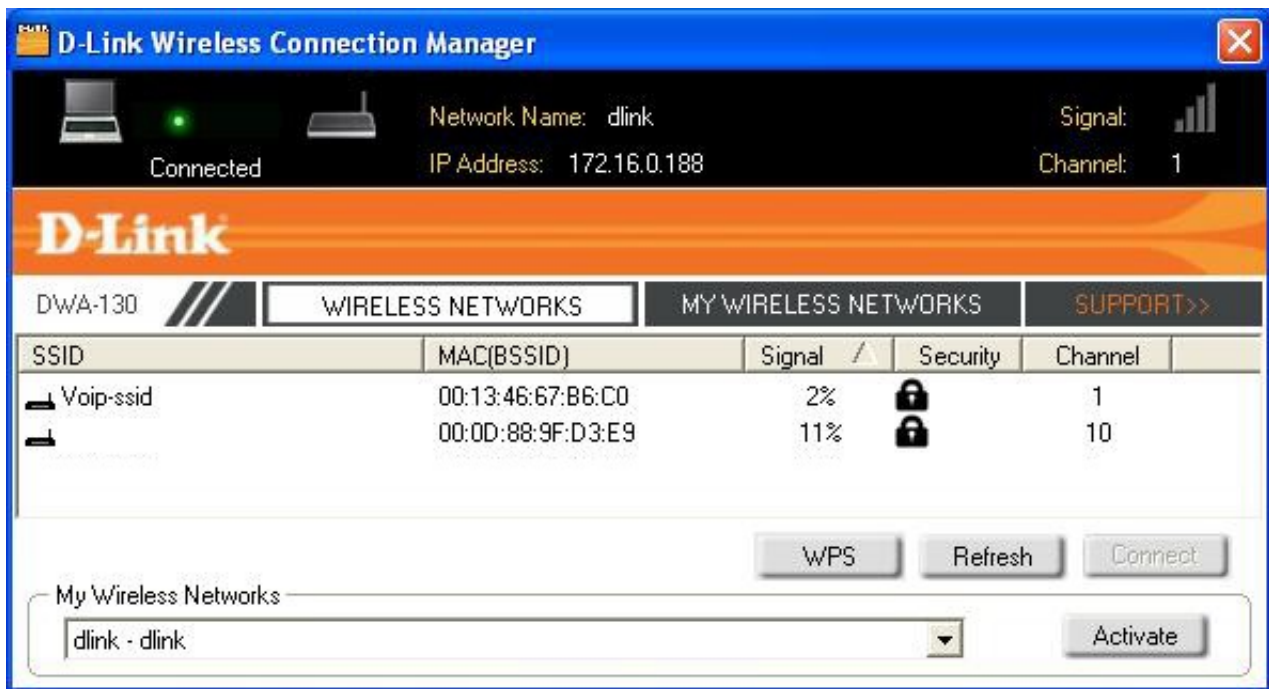 D-Link Wireless Connection Manager
Network Name: dlink Signal:
Connected IP Address: 172.16.0.188 Channel: 1
D-Link
DWA-130 WIRELESS NETWORKS MY WIRELESS NETWORKS SUPPORT>>
SSID MAC(BSSID) Signal Security Channel
Voip-ssid 00:13:46:67:B6:C0 2% 1
00:0D:88:9F:D3:E9 11% 10
WPS Refresh Connect
My Wireless Networks
dlink - dlink Activate